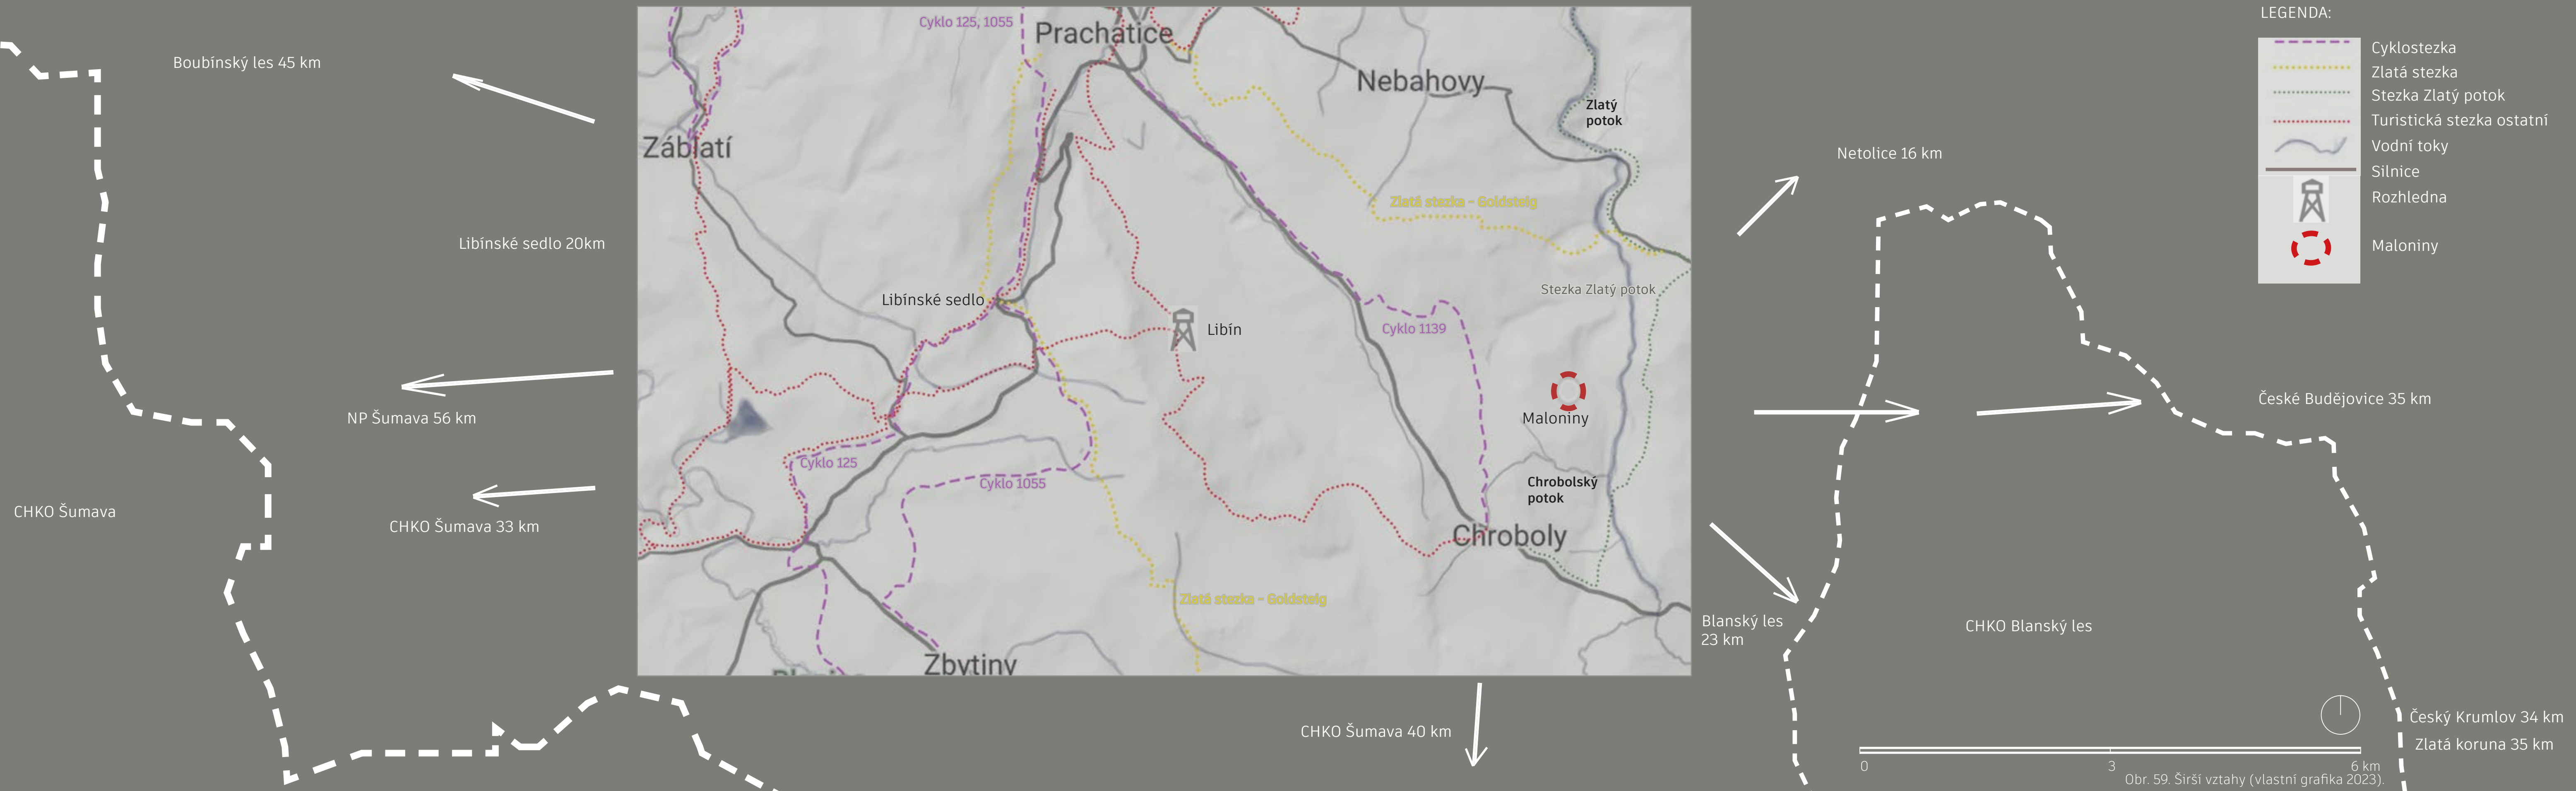 Boubínský les 45 km
Libínské sedlo 20km
NP Šumava 56 km
CHKO Šumava
CHKO Šumava 33 km
Cyklo 125, 1055
Prachatice
Nebahovy
Zlatý
potok
Záblatí
Zlatá stezka - Goldsteig
Stezka Zlatý potok
Libínské sedlo
Libín
Cyklo 1139
Maloniny
Cyklo 125
Cyklo 1055
Chrobolský
potok
Chroboly
Zlatá stezka - Goldsteig
Zbytiny
CHKO Šumava 40 km
Netolice 16 km
České Budějovice 35 km
Blanský les
23 km
CHKO Blanský les
Český Krumlov 34 km
Zlatá koruna 35 km
LEGENDA:
Cyklostezka
Zlatá stezka
Stezka Zlatý potok
Turistická stezka ostatní
Vodní toky
Silnice
Rozhledna
Maloniny
0 3 6 km
Obr. 59. Širší vztahy (vlastní grafika 2023).